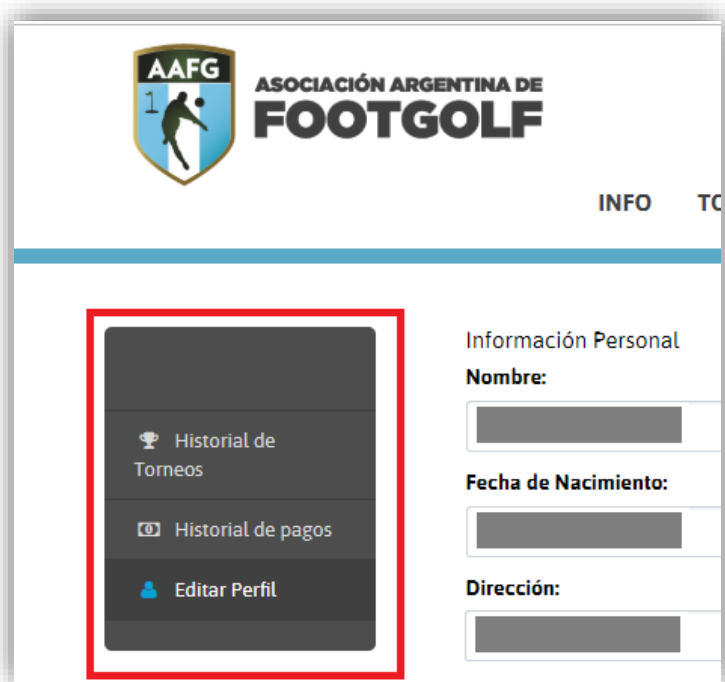 AAFG
1
ASOCIACIÓN ARGENTINA DE
FOOTGOLF
INFO
Historial de
Torneos
Historial de pagos
Editar Perfil
Información Personal
Nombre:
Fecha de Nacimiento:
Dirección: